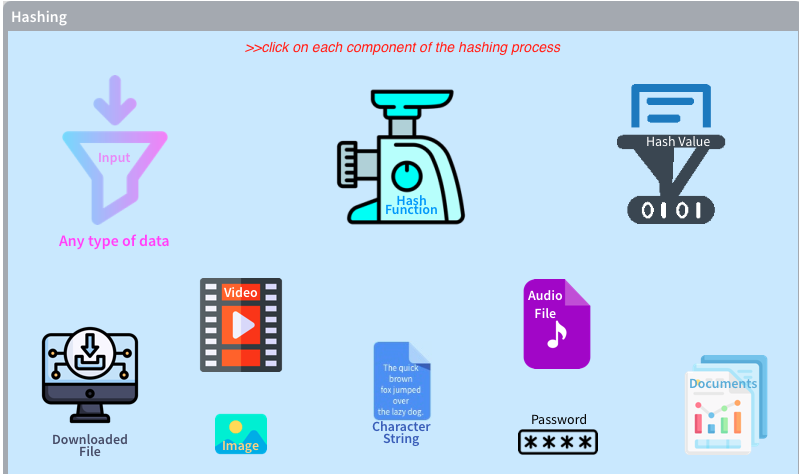 Hashing
>>click on each component of the hashing process
Input
Any type of data
Hash
Function
Hash Value
0101
Video
Audio
File
The quick
brown
fox jumped
over
the lazy dog.
Character
String
Downloaded
File
Image
Password
****
Documents